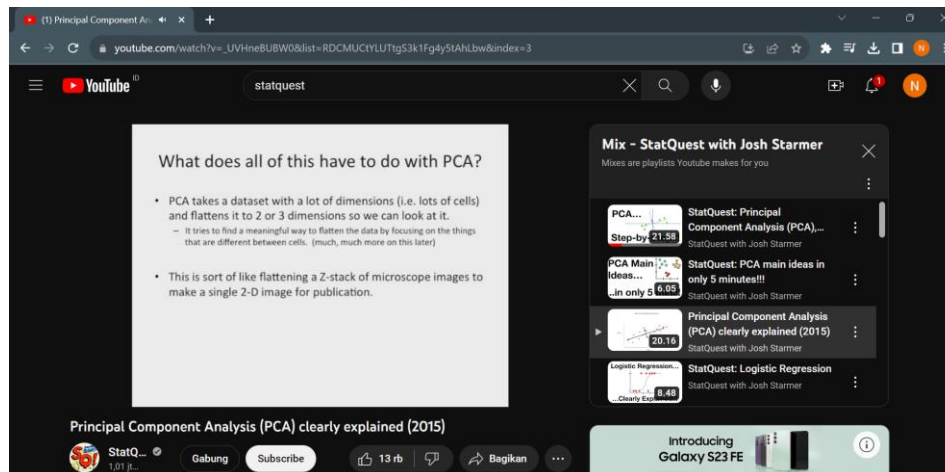 (1) Principal Component An
youtube.com/watch?v=_UVHneBUBW0&list=RDCMUCtYLUTtgS3k1Fg4y5tAhLbw&index=3
N
YouTube ID
statquest
1
N
What does all of this have to do with PCA?
• PCA takes a dataset with a lot of dimensions (i.e. lots of cells)
and flattens it to 2 or 3 dimensions so we can look at it.
– It tries to find a meaningful way to flatten the data by focusing on the things
that are different between cells. (much, much more on this later)
• This is sort of like flattening a Z-stack of microscope images to
make a single 2-D image for publication.
Principal Component Analysis (PCA) clearly explained (2015)
SQ!
StatQ...
1,01 jt...
Gabung
Subscribe
13 rb
Bagikan
Mix - StatQuest with Josh Starmer
Mixes are playlists Youtube makes for you
PCA...
Step-by-
21.58
StatQuest: Principal
Component Analysis (PCA),...
StatQuest with Josh Starmer
PCA Main
Ideas...
...in only 5
6.05
StatQuest: PCA main ideas in
only 5 minutes!!!
StatQuest with Josh Starmer
20.16
Principal Component Analysis
(PCA) clearly explained (2015)
StatQuest with Josh Starmer
Logistic Regression...
...Clearly Exp
8.48
StatQuest: Logistic Regression
StatQuest with Josh Starmer
Introducing
Galaxy S23 FE